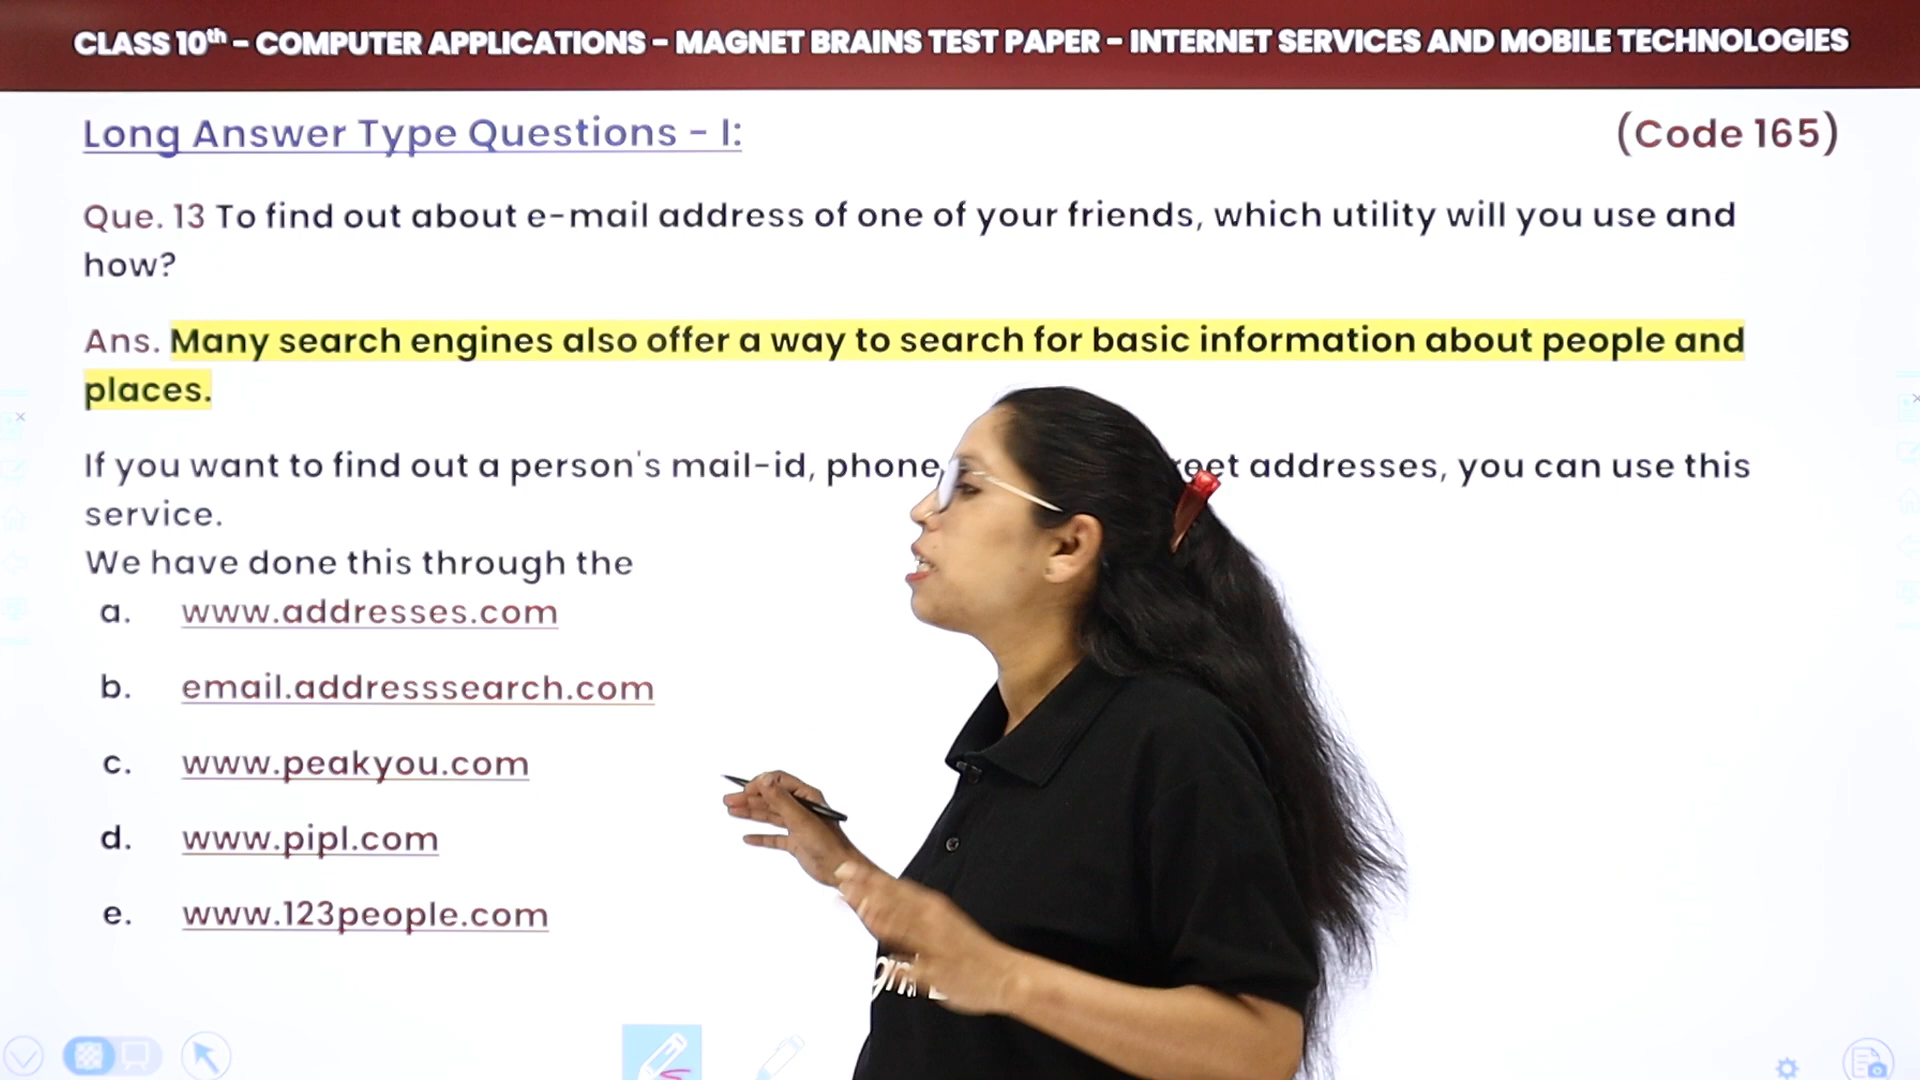 CLASS 10th – COMPUTER APPLICATIONS – MAGNET BRAINS TEST PAPER – INTERNET SERVICES AND MOBILE TECHNOLOGIES
Long Answer Type Questions – I:
(Code 165)
Que. 13 To find out about e-mail address of one of your friends, which utility will you use and
how?
Ans. Many search engines also offer a way to search for basic information about people and
places.
If you want to find out a person's mail-id, phone, addresses, you can use this
service.
We have done this through the
a. www.addresses.com
b. email.addresssearch.com
c. www.peakyou.com
d. www.pipl.com
e. www.123people.com